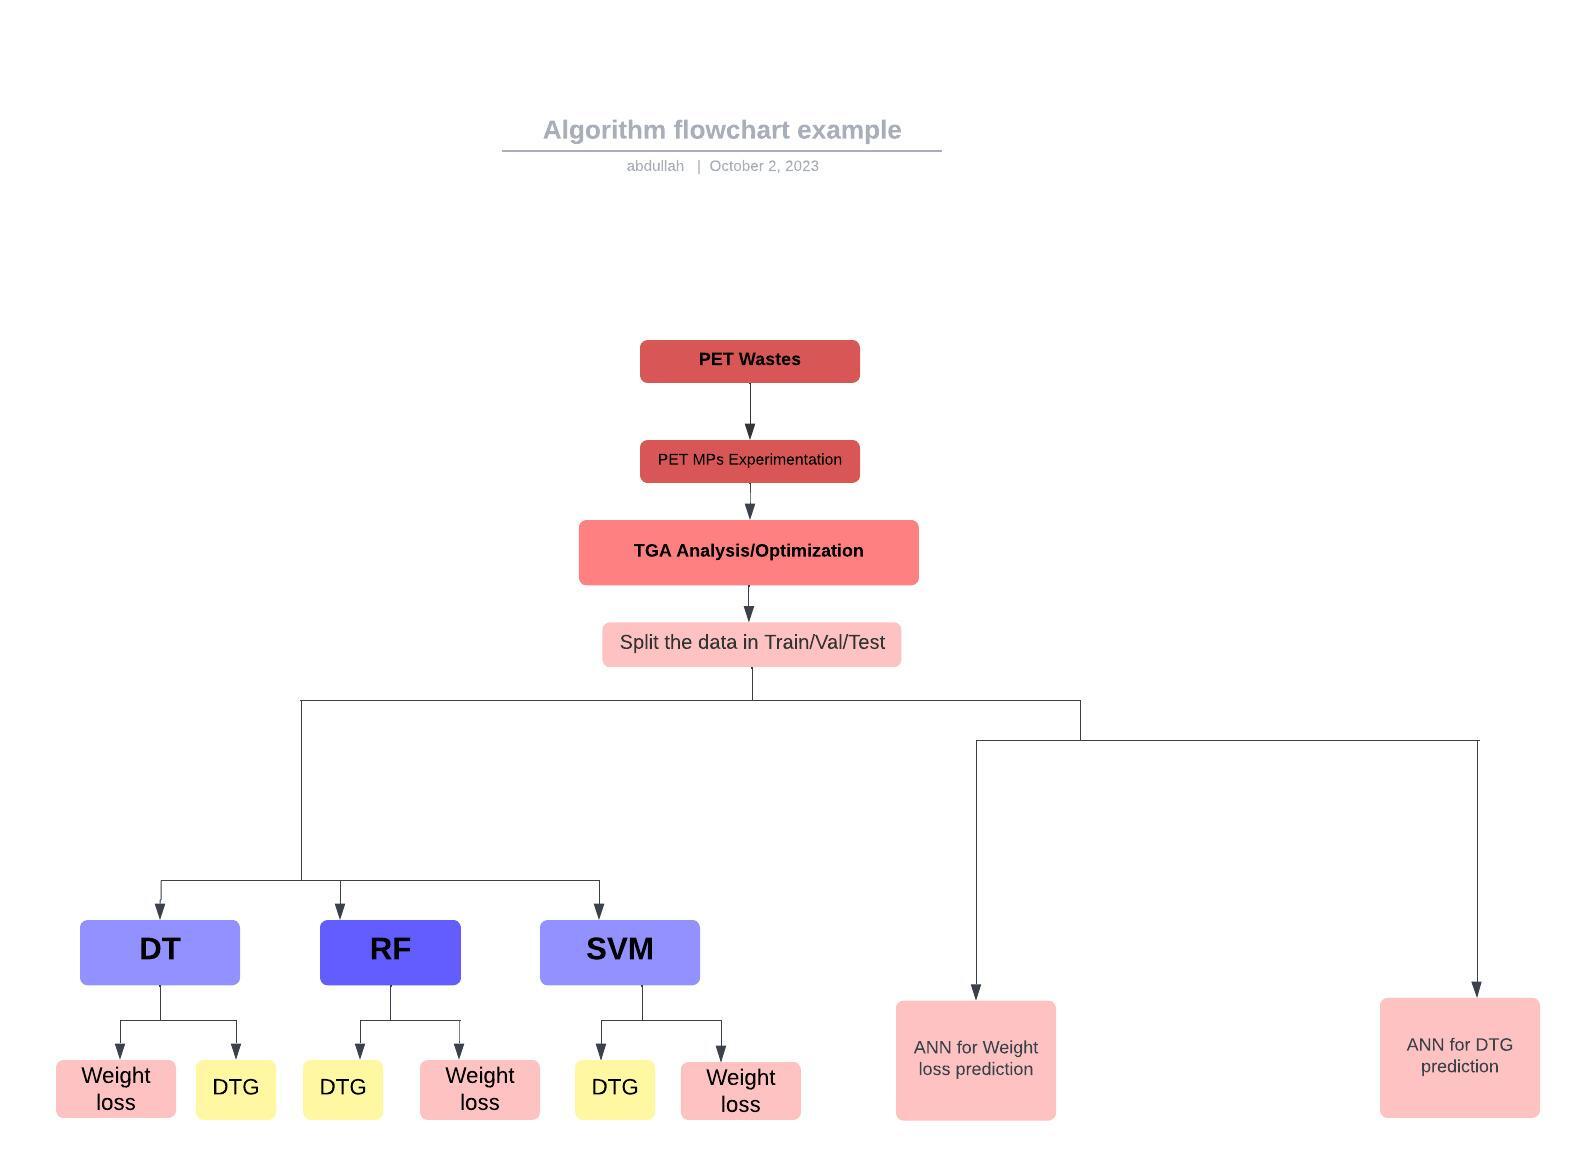 Algorithm flowchart example
abdullah | October 2, 2023
PET Wastes
PET MPs Experimentation
TGA Analysis/Optimization
Split the data in Train/Val/Test
DT
RF
SVM
Weight
loss
DTG
DTG
Weight
loss
DTG
Weight
loss
ANN for Weight
loss prediction
ANN for DTG
prediction